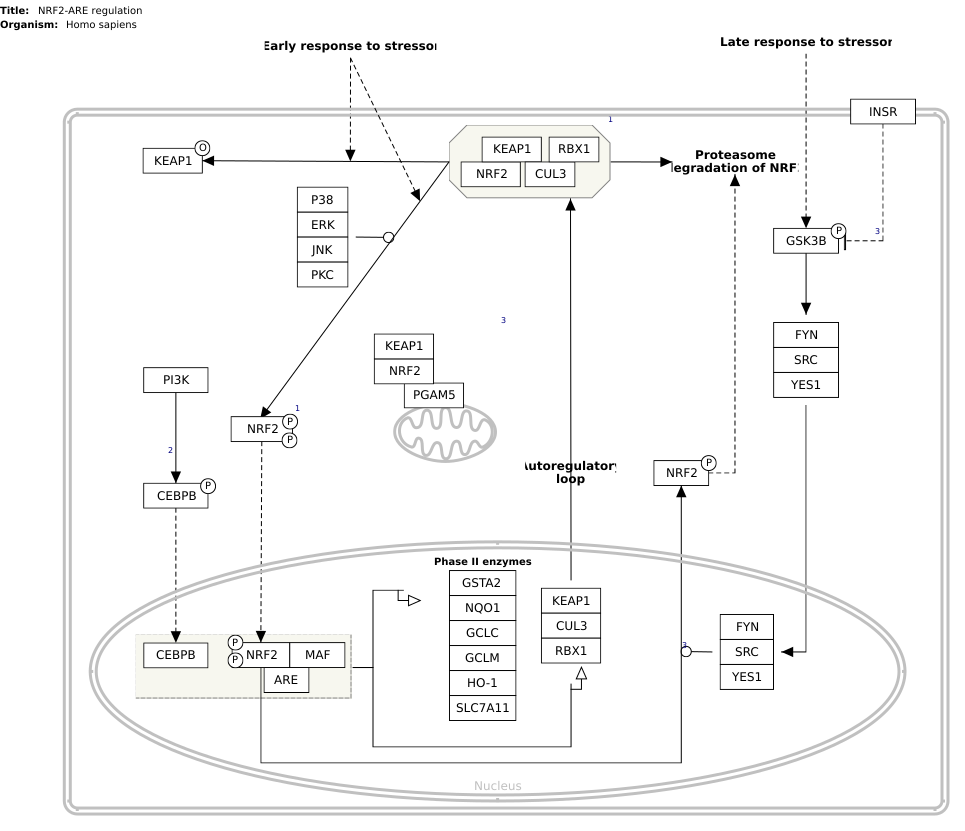 Title: NRF2-ARE regulation
Organism: Homo sapiens
Early response to stressor
Late response to stressor
INSR
1
KEAP1
O
KEAP1
RBX1
NRF2
CUL3
Proteasome
egradation of NRF
P38
ERK
JNK
PKC
GSK3B
P
3
3
FYN
SRC
YES1
KEAP1
NRF2
PGAM5
PI3K
2
NRF2
P
P
1
CEBPB
P
utoregulatory
loop
NRF2
P
Phase II enzymes
GSTA2
NQO1
GCLC
GCLM
HO-1
SLC7A11
KEAP1
CUL3
RBX1
FYN
SRC
YES1
3
CEBPB
P
P
NRF2
MAF
ARE
Nucleus